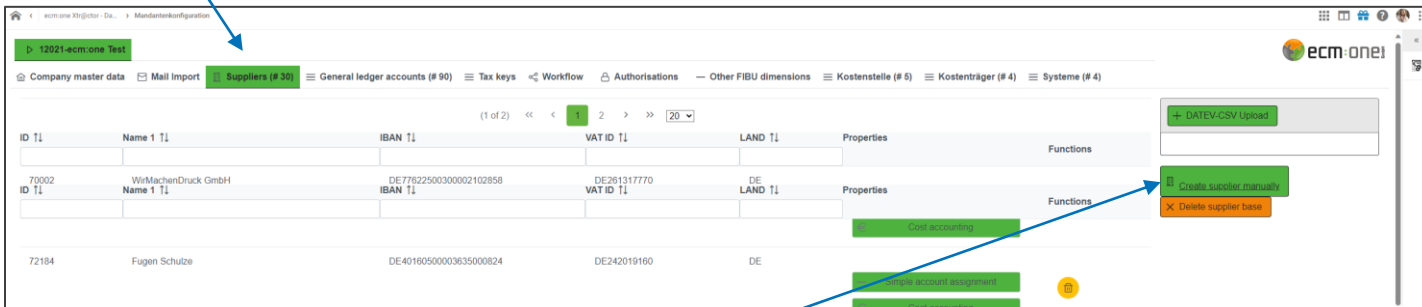 ecm:one Xtr@ctor - Da... Mandantenkonfiguration
12021-ecm:one Test
ecm:one
Company master data Mail Import Suppliers (# 30) General ledger accounts (# 90) Tax keys Workflow Authorisations Other FIBU dimensions Kostenstelle (# 5) Kostenträger (# 4) Systeme (# 4)
(1 of 2) 1 2 20
DATEV-CSV Upload
ID Name 1 IBAN VAT ID LAND Properties
Functions
70002 WirMachenDruck GmbH DE77622500300002102858 DE261317770 DE
ID Name 1 IBAN VAT ID LAND Properties
Functions
Create supplier manually
Delete supplier base
Cost accounting
72184 Fugen Schulze DE40160500003635000824 DE242019160 DE
Simple account assignment
Cost accounting